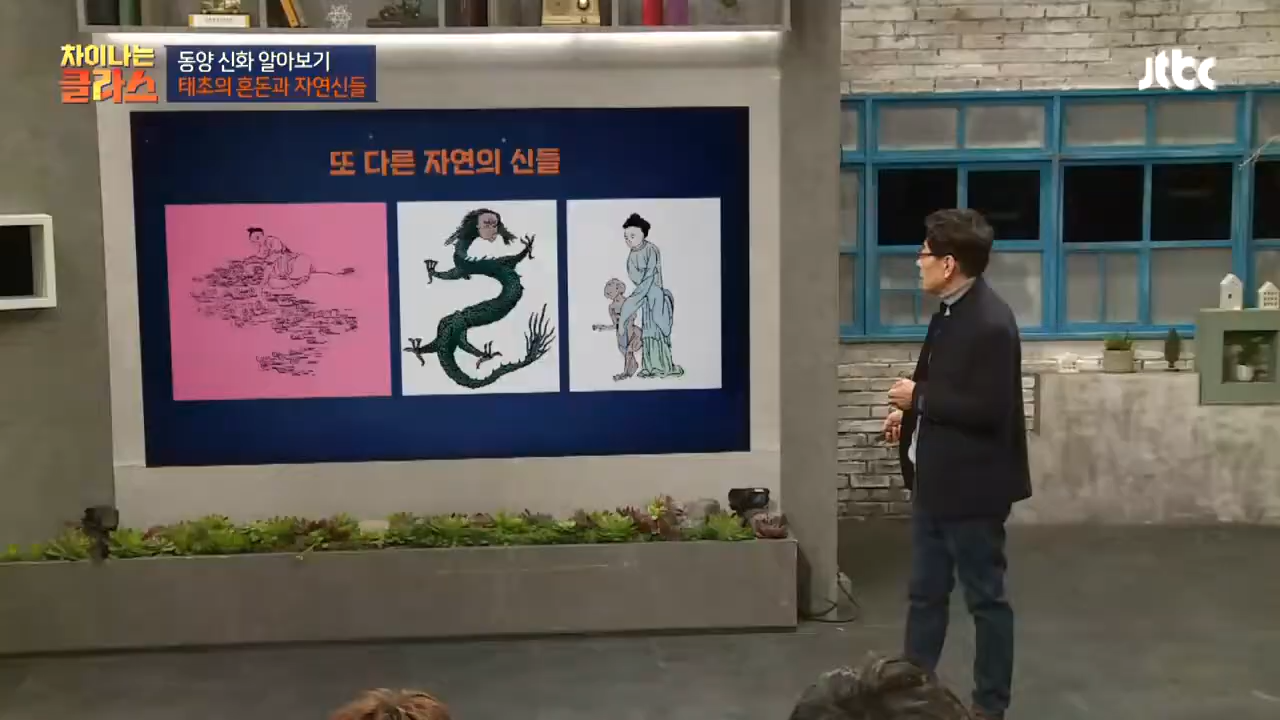 차이나는
클라스
동양 신화 알아보기
태초의 혼돈과 자연신들
jtbc
또 다른 자연의 신들